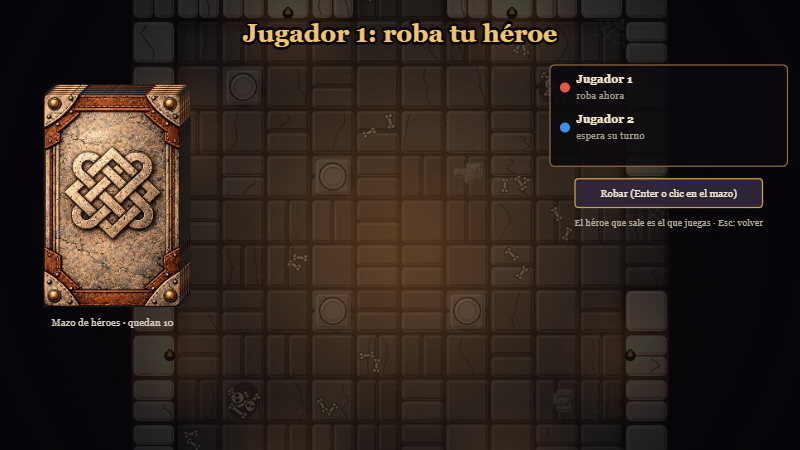 Jugador 1: roba tu héroe
Jugador 1
roba ahora
Jugador 2
espera su turno
Robar (Enter o clic en el mazo)
El héroe que sale es el que juegas · Esc: volver
Mazo de héroes · quedan 10